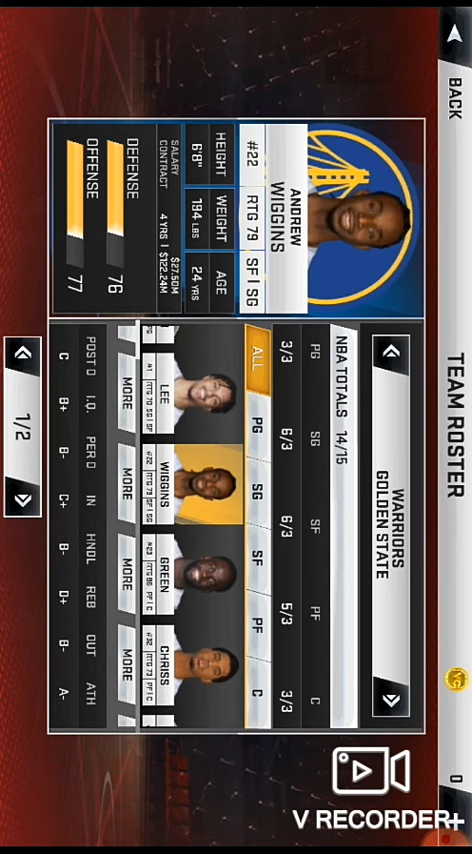 BACK
TEAM ROSTER
VC
0
ANDREW
WIGGINS
#22
RTG 79
SF | SG
HEIGHT
WEIGHT
AGE
6'8"
194 LBS
24 YRS
SALARY
$27.50M
CONTRACT
4 YRS | $122.24M
DEFENSE
76
OFFENSE
77
WARRIORS
GOLDEN STATE
NBA TOTALS 14/15
PG SG SF PF C
3/3 6/3 6/3 5/3 3/3
ALL PG SG SF PF C
LEE
WIGGINS
GREEN
CHRISS
#1 RTG 70 SG | SF
#22 RTG 79 SF | SG
#23 RTG 86 PF | C
#32 RTG 73 PF | C
MORE MORE MORE MORE
POST D I.Q. PER D IN HNDL REB OUT ATH
C B+ B- C+ B- D+ B- A-
1/2
V RECORDER+